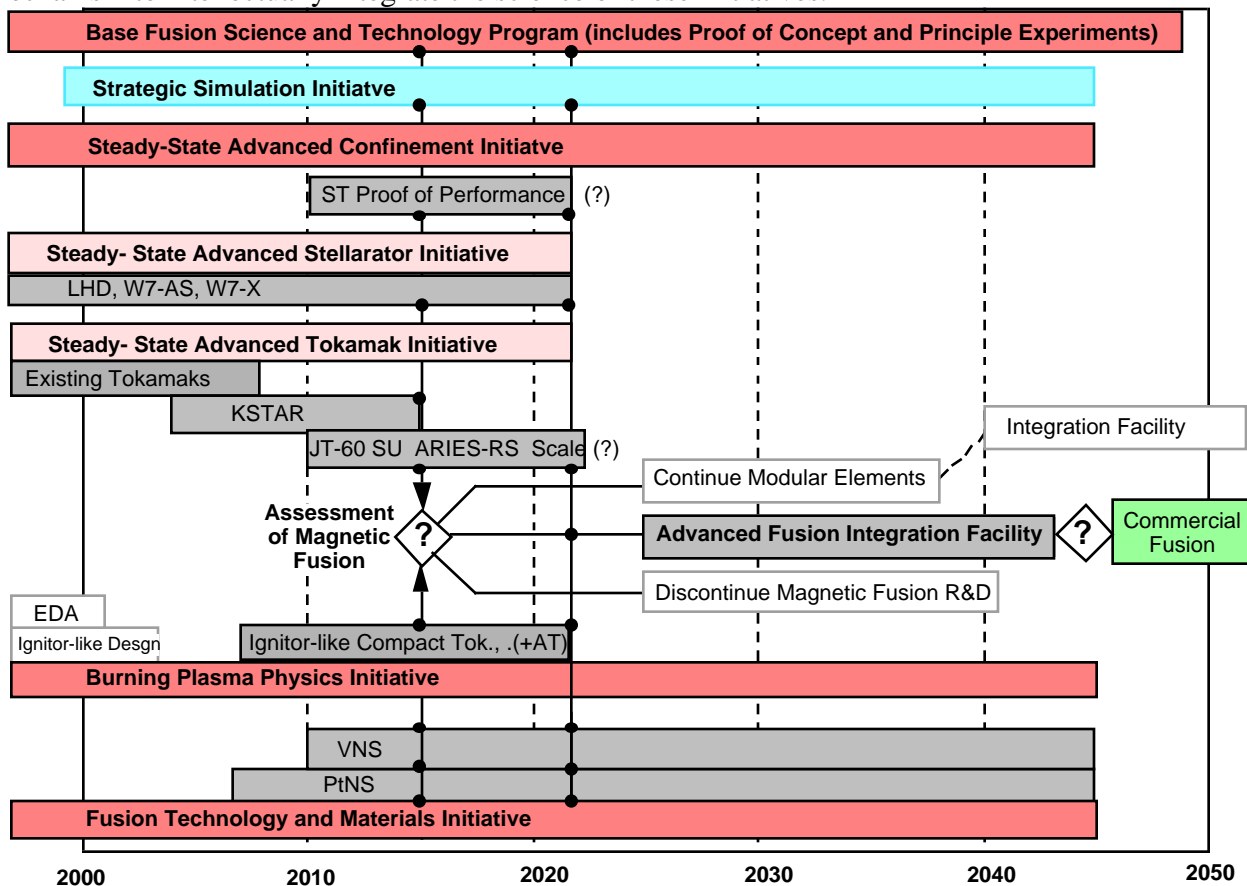 Base Fusion Science and Technology Program (includes Proof of Concept and Principle Experiments)
Strategic Simulation Initiatve
Steady-State Advanced Confinement Initiatve
ST Proof of Performance (?)
Steady- State Advanced Stellarator Initiative
LHD, W7-AS, W7-X
Steady- State Advanced Tokamak Initiative
Existing Tokamaks
KSTAR
Integration Facility
JT-60 SU ARIES-RS Scale (?)
Continue Modular Elements
Assessment
of Magnetic
Fusion
?
Advanced Fusion Integration Facility
?
Commercial
Fusion
Discontinue Magnetic Fusion R&D
EDA
Ignitor-like Desgn
Ignitor-like Compact Tok., .(+AT)
Burning Plasma Physics Initiative
VNS
PtNS
Fusion Technology and Materials Initiative
2000 2010 2020 2030 2040 2050